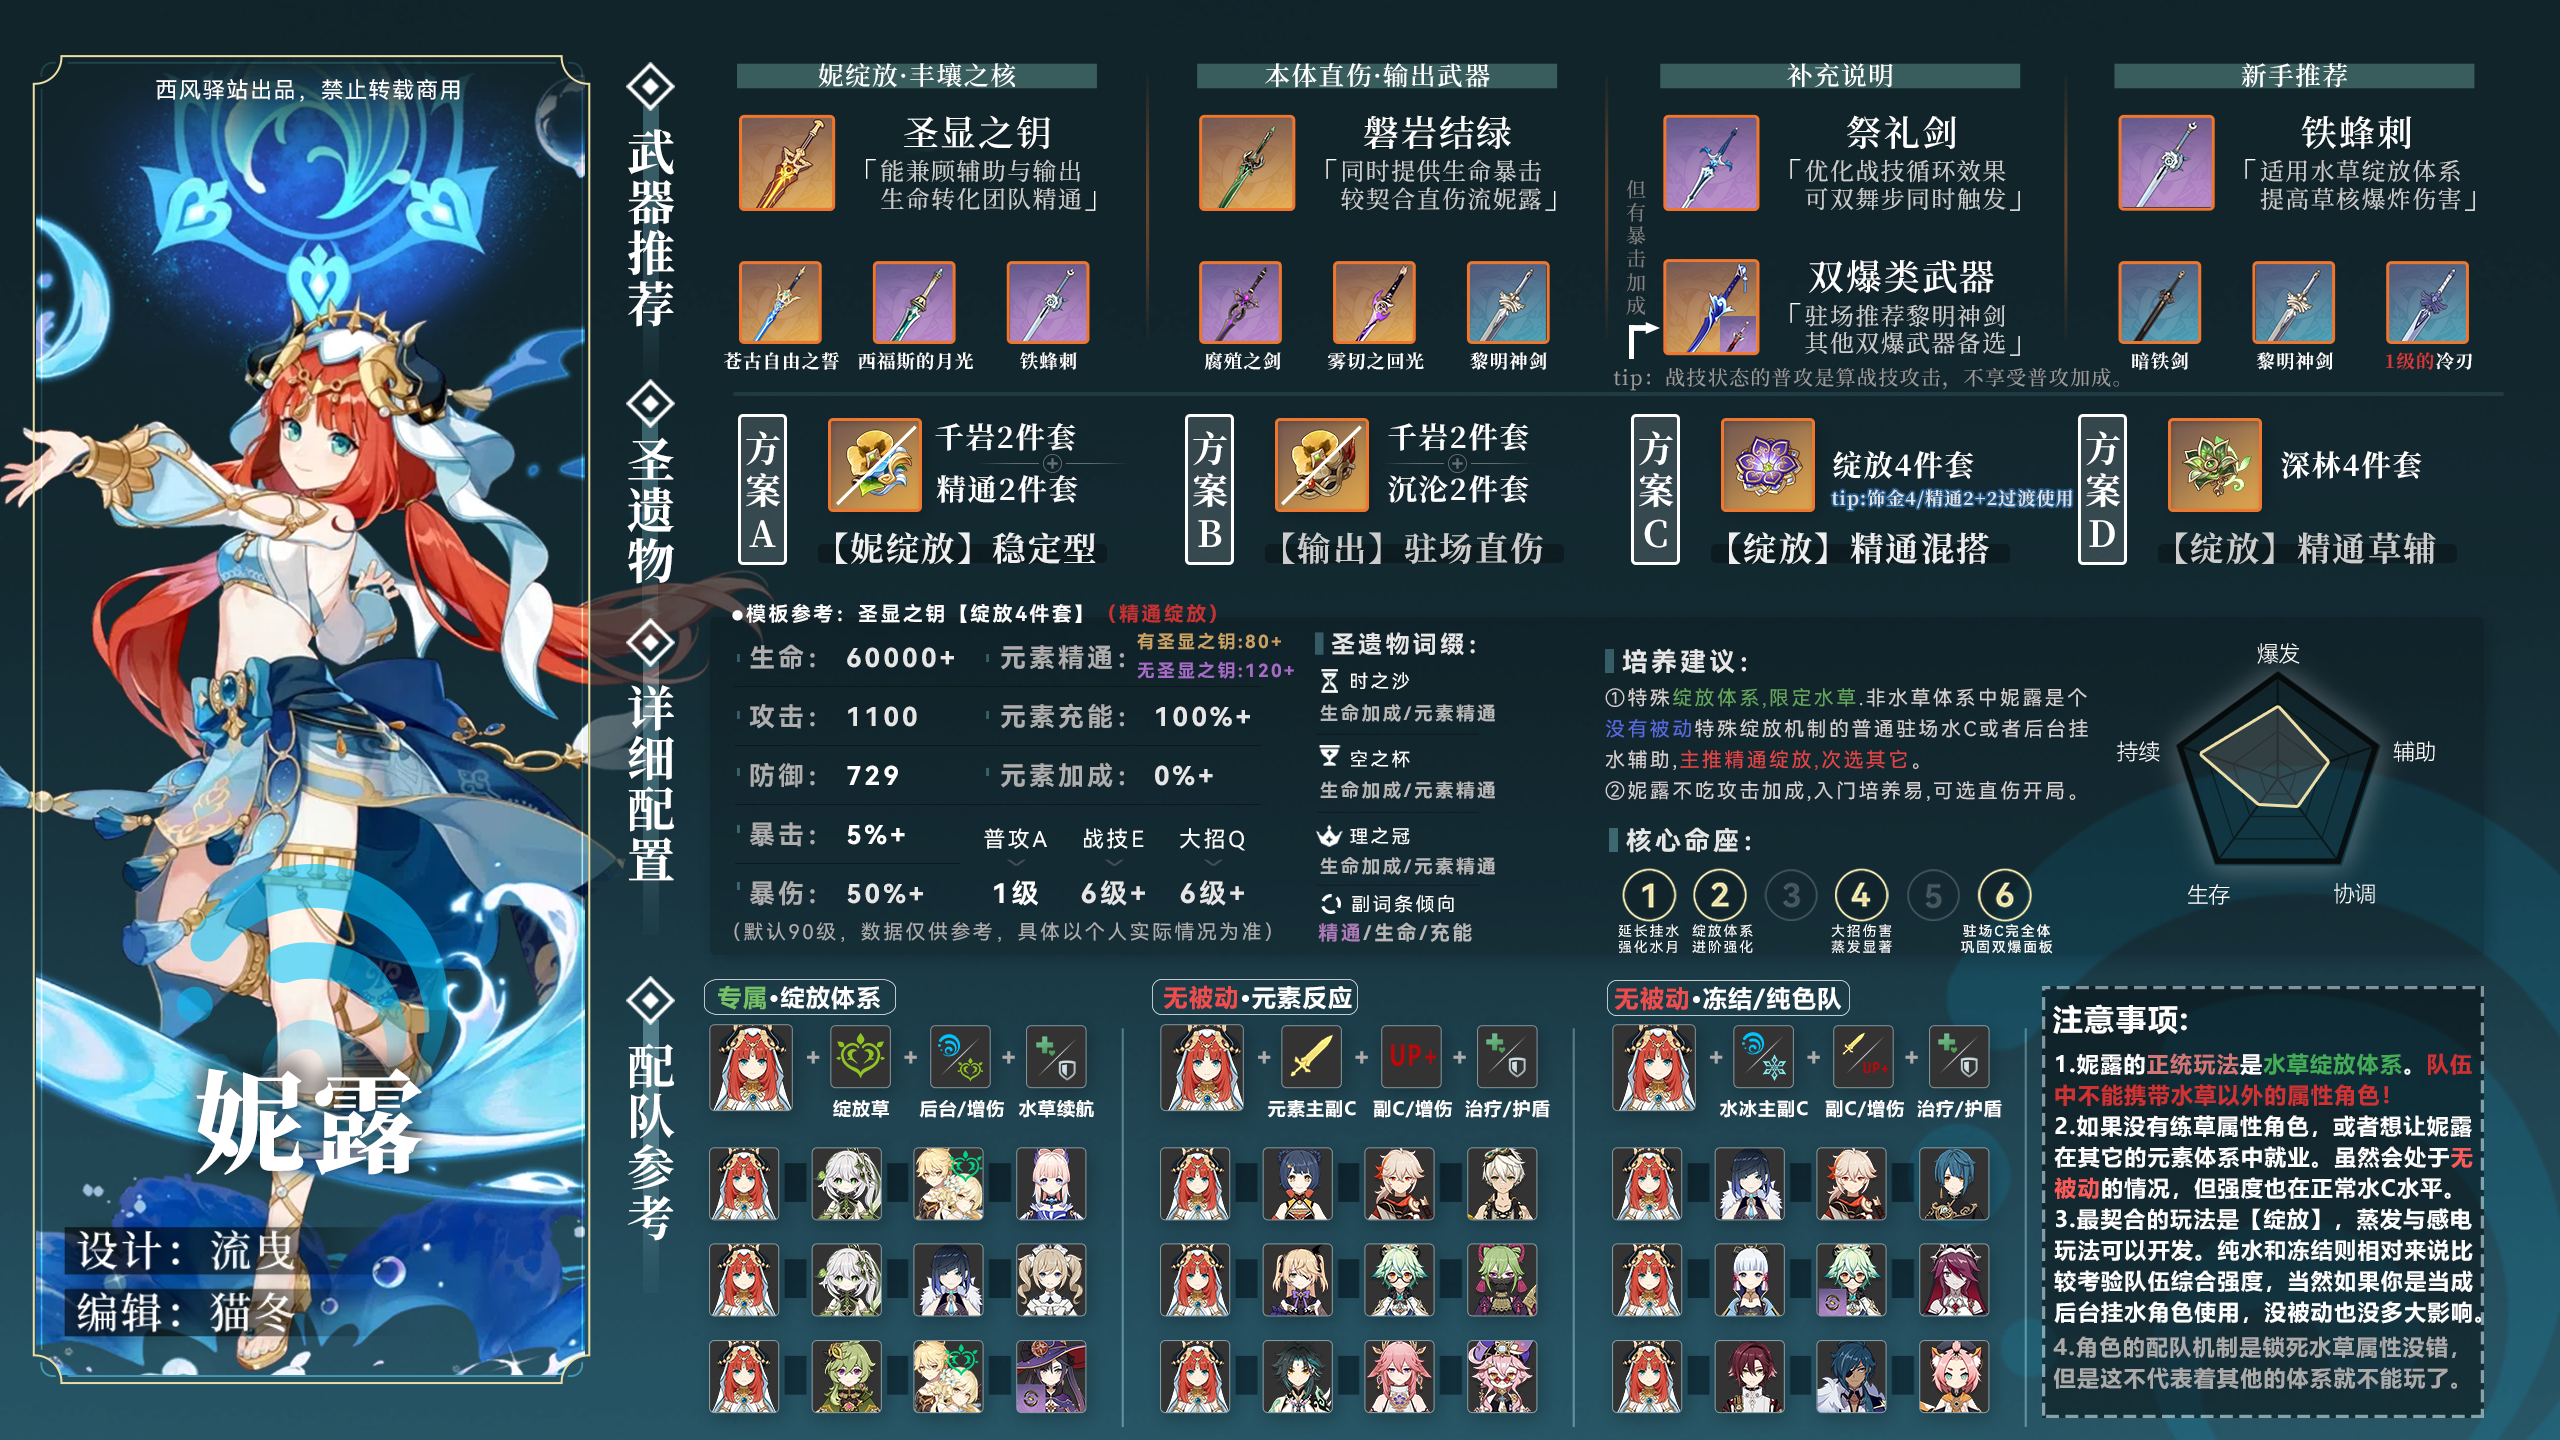 西风驿站出品，禁止转载商用
妮露
设计：流曳
编辑：猫冬
武器推荐
妮绽放·丰壤之核
圣显之钥
「能兼顾辅助与输出
生命转化团队精通」
苍古自由之誓
西福斯的月光
铁蜂刺
本体直伤·输出武器
磐岩结绿
「同时提供生命暴击
较契合直伤流妮露」
腐殖之剑
雾切之回光
黎明神剑
补充说明
祭礼剑
「优化战技循环效果
可双舞步同时触发」
但有暴击加成
双爆类武器
「驻场推荐黎明神剑
其他双爆武器备选」
tip：战技状态的普攻是算战技攻击，不享受普攻加成。
新手推荐
铁蜂刺
「适用水草绽放体系
提高草核爆炸伤害」
暗铁剑
黎明神剑
1级的冷刃
圣遗物
方案A
千岩2件套
精通2件套
【妮绽放】稳定型
方案B
千岩2件套
沉沦2件套
【输出】驻场直伤
方案C
绽放4件套
tip:饰金4/精通2+2过渡使用
【绽放】精通混搭
方案D
深林4件套
【绽放】精通草辅
详细配置
●模板参考：圣显之钥【绽放4件套】（精通绽放）
生命：60000+
元素精通：
有圣显之钥:80+
无圣显之钥:120+
攻击：1100
元素充能：100%+
防御：729
元素加成：0%+
暴击：5%+
普攻A 战技E 大招Q
暴伤：50%+
1级 6级+ 6级+
（默认90级，数据仅供参考，具体以个人实际情况为准）
圣遗物词缀：
时之沙
生命加成/元素精通
空之杯
生命加成/元素精通
理之冠
生命加成/元素精通
副词条倾向
精通/生命/充能
培养建议：
①特殊绽放体系,限定水草.非水草体系中妮露是个
没有被动特殊绽放机制的普通驻场水C或者后台挂
水辅助,主推精通绽放,次选其它。
②妮露不吃攻击加成,入门培养易,可选直伤开局。
核心命座：
1 2 3 4 5 6
延长挂水 绽放体系 大招伤害 驻场C完全体
强化水月 进阶强化 蒸发显著 巩固双爆面板
爆发
辅助
协调
生存
持续
配队参考
专属·绽放体系
绽放草 后台/增伤 水草续航
无被动·元素反应
UP+
元素主副C 副C/增伤 治疗/护盾
无被动·冻结/纯色队
UP+
水冰主副C 副C/增伤 治疗/护盾
注意事项:
1.妮露的正统玩法是水草绽放体系。队伍
中不能携带水草以外的属性角色！
2.如果没有练草属性角色，或者想让妮露
在其它的元素体系中就业。虽然会处于无
被动的情况，但强度也在正常水C水平。
3.最契合的玩法是【绽放】，蒸发与感电
玩法可以开发。纯水和冻结则相对来说比
较考验队伍综合强度，当然如果你是当成
后台挂水角色使用，没被动也没多大影响。
4.角色的配队机制是锁死水草属性没错，
但是这不代表着其他的体系就不能玩了。